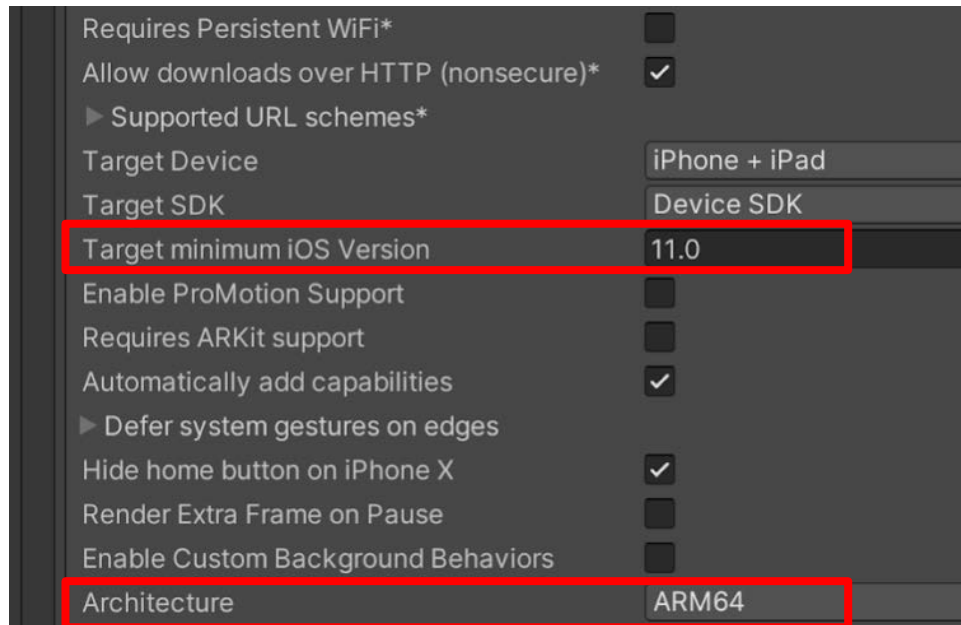 Requires Persistent WiFi*
Allow downloads over HTTP (nonsecure)*
Supported URL schemes*
Target Device iPhone + iPad
Target SDK Device SDK
Target minimum iOS Version 11.0
Enable ProMotion Support
Requires ARKit support
Automatically add capabilities
Defer system gestures on edges
Hide home button on iPhone X
Render Extra Frame on Pause
Enable Custom Background Behaviors
Architecture ARM64